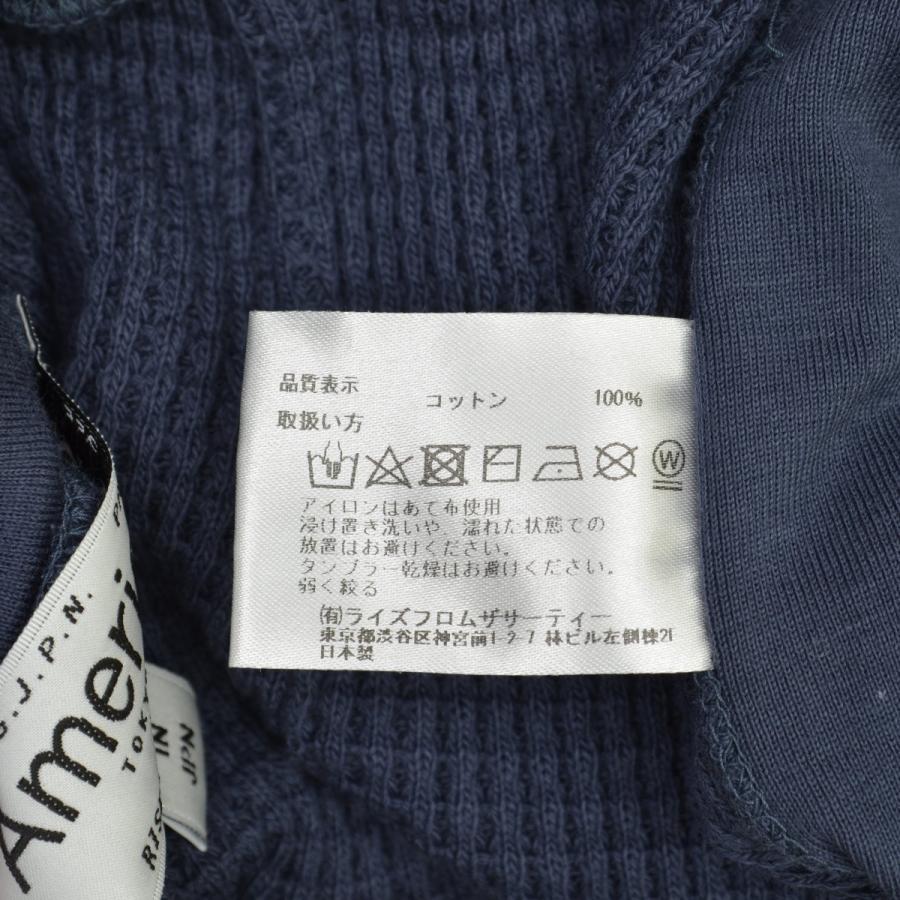 品質表示
コットン 100%
取扱い方
W
アイロンはあて布使用
浸け置き洗いや、濡れた状態での
放置はお避けください。
タンブラー乾燥はお避けください。
弱く絞る
(有)ライズフロムザサーティー
東京都渋谷区神宮前1-2-7 林ビル左側棟2F
日本製
.J.P.N.
Ameri
TOK
RIS
IN